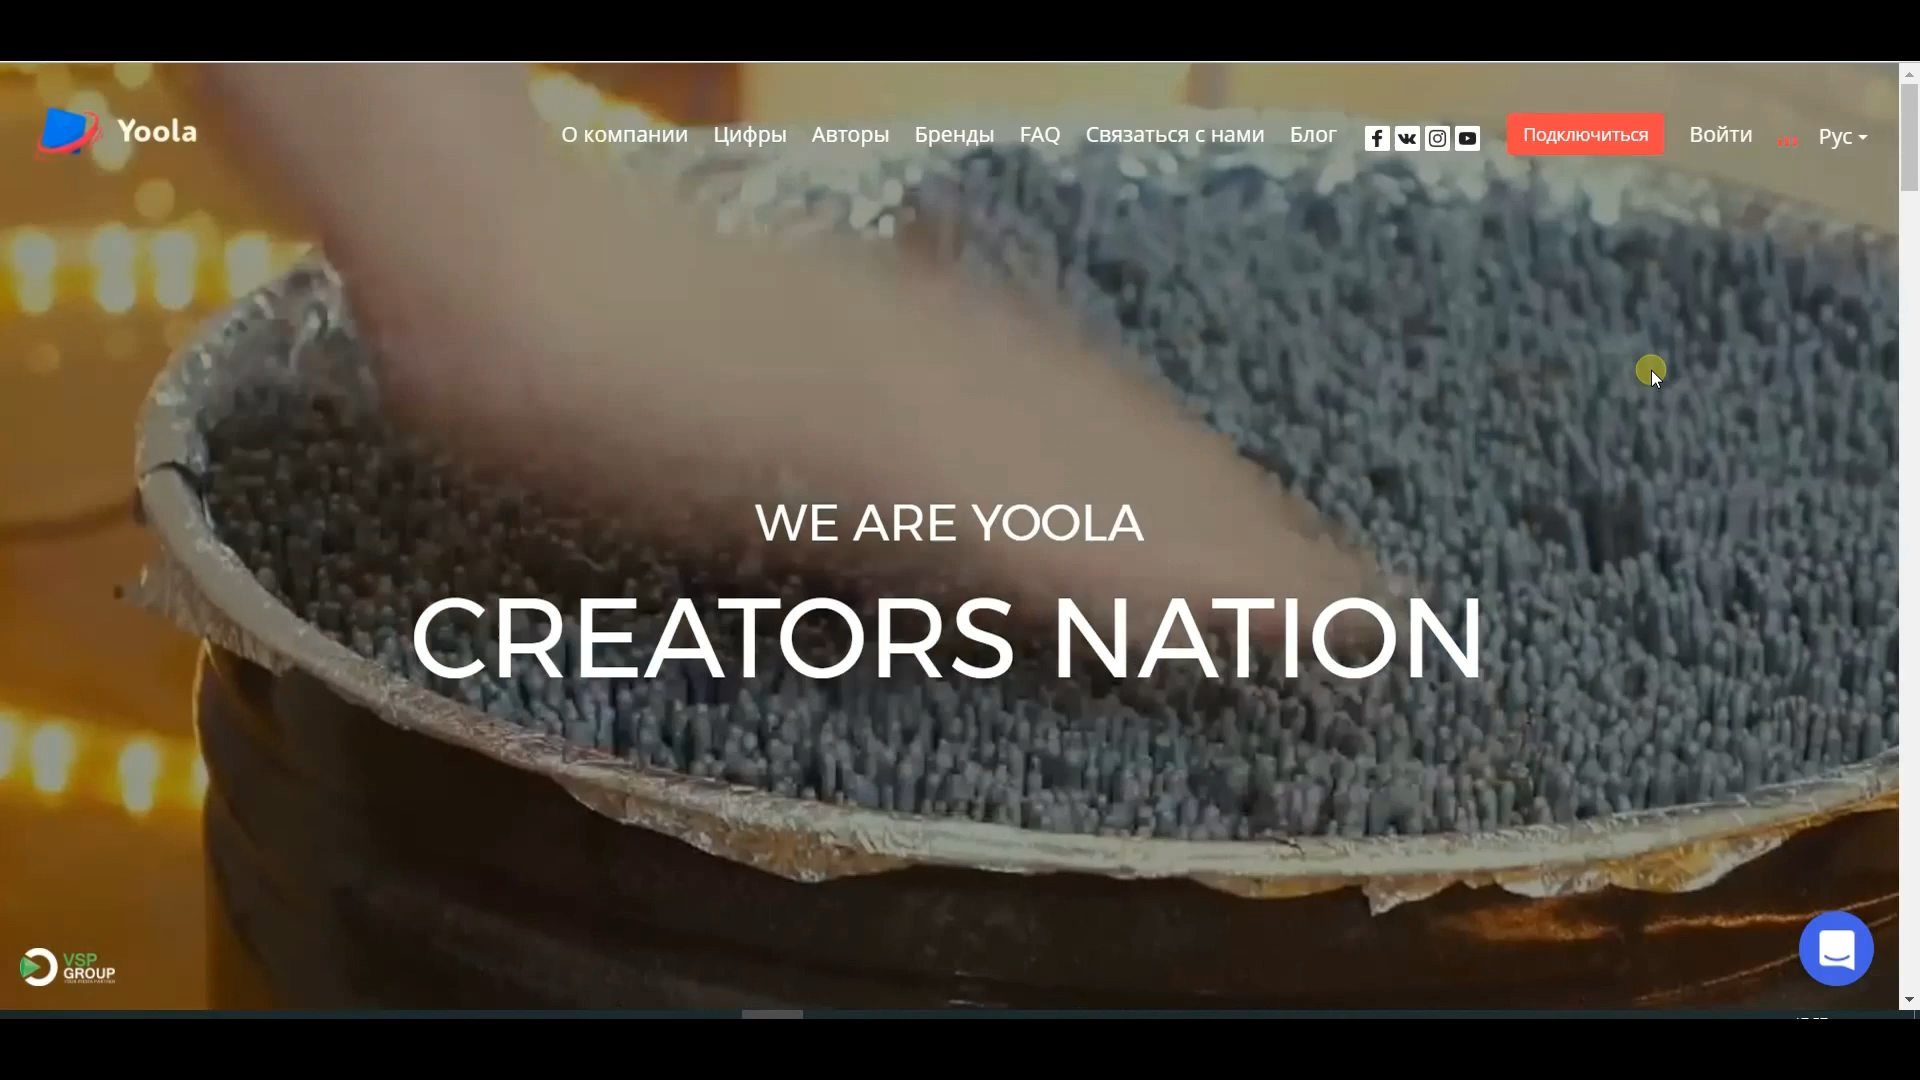 Yoola
О компании Цифры Авторы Бренды FAQ Связаться с нами Блог Подключиться Войти Рус
WE ARE YOOLA
CREATORS NATION
VSP
GROUP